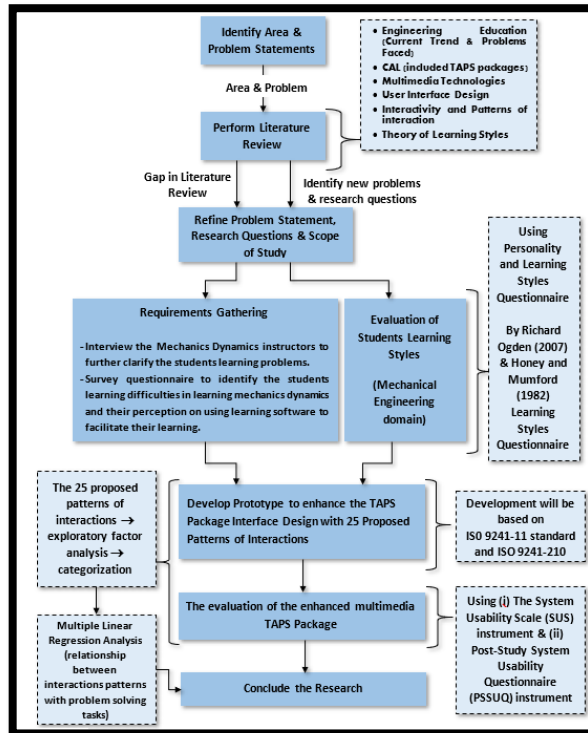 Identify Area &
Problem Statements
• Engineering Education
(Current Trend & Problems
Faced)
• CAL (included TAPS packages)
• Multimedia Technologies
• User Interface Design
• Interactivity and Patterns of
interaction
• Theory of Learning Styles
Area & Problem
Perform Literature
Review
Gap in Literature
Review
Identify new problems
& research questions
Refine Problem Statement,
Research Questions & Scope
of Study
Using
Personality
and Learning
Styles
Questionnaire
By Richard
Ogden (2007)
& Honey and
Mumford
(1982)
Learning
Styles
Questionnaire
Requirements Gathering
- Interview the Mechanics Dynamics instructors to
further clarify the students learning problems.
- Survey questionnaire to identify the students
learning difficulties in learning mechanics dynamics
and their perception on using learning software to
facilitate their learning.
Evaluation of
Students Learning
Styles
(Mechanical
Engineering
domain)
The 25 proposed
patterns of
interactions →
exploratory factor
analysis →
categorization
Develop Prototype to enhance the TAPS
Package Interface Design with 25 Proposed
Patterns of Interactions
Development will be
based on
ISO 9241-11 standard
and ISO 9241-210
The evaluation of the enhanced multimedia
TAPS Package
Using (i) The System
Usability Scale (SUS)
instrument & (ii)
Post-Study System
Usability
Questionnaire
(PSSUQ) instrument
Multiple Linear
Regression Analysis
(relationship
between
interactions patterns
with problem solving
tasks)
Conclude the Research